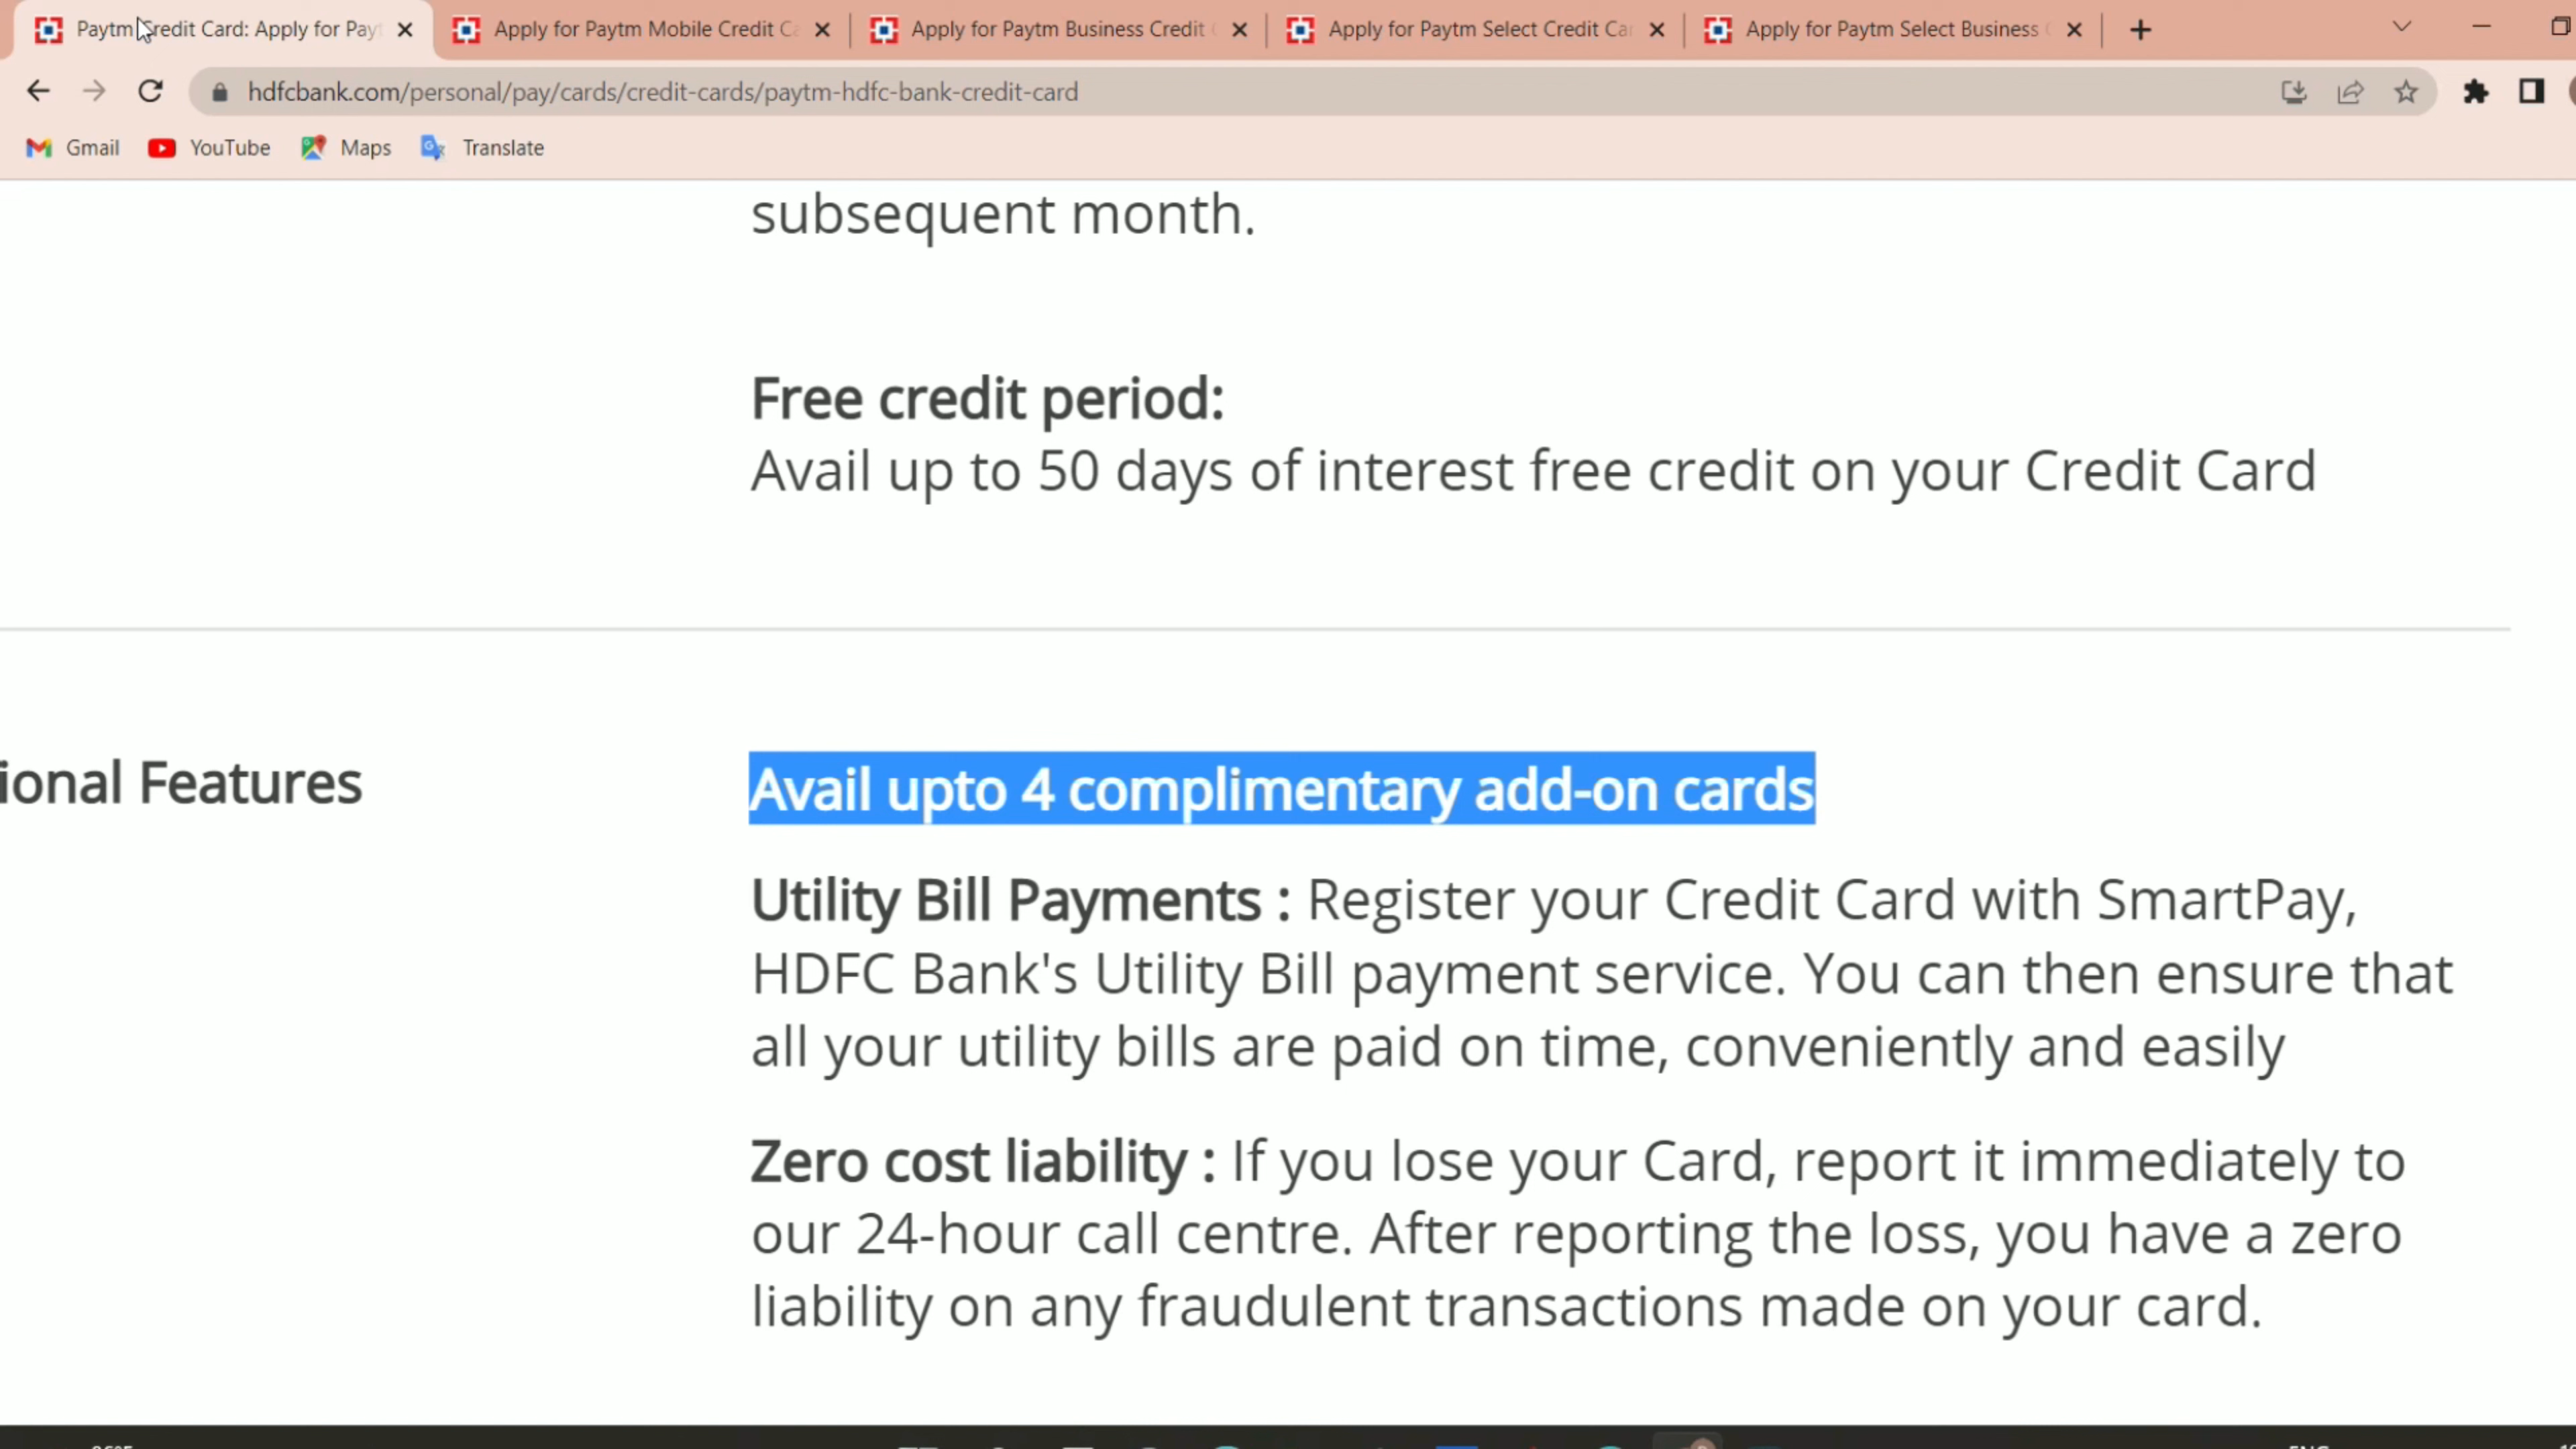 Paytm Credit Card: Apply for Pay
Apply for Paytm Mobile Credit C
Apply for Paytm Business Credit
Apply for Paytm Select Credit Ca
Apply for Paytm Select Business
hdfcbank.com/personal/pay/cards/credit-cards/paytm-hdfc-bank-credit-card
Gmail YouTube Maps Translate
subsequent month.
Free credit period:
Avail up to 50 days of interest free credit on your Credit Card
ional Features
Avail upto 4 complimentary add-on cards
Utility Bill Payments : Register your Credit Card with SmartPay,
HDFC Bank's Utility Bill payment service. You can then ensure that
all your utility bills are paid on time, conveniently and easily
Zero cost liability : If you lose your Card, report it immediately to
our 24-hour call centre. After reporting the loss, you have a zero
liability on any fraudulent transactions made on your card.